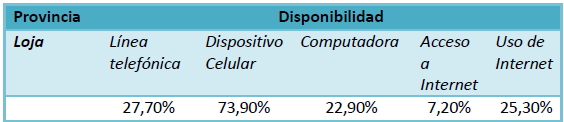 Provincia Disponibilidad
Loja Línea Dispositivo Computadora Acceso Uso de
telefónica Celular a Internet
Internet
27,70% 73,90% 22,90% 7,20% 25,30%